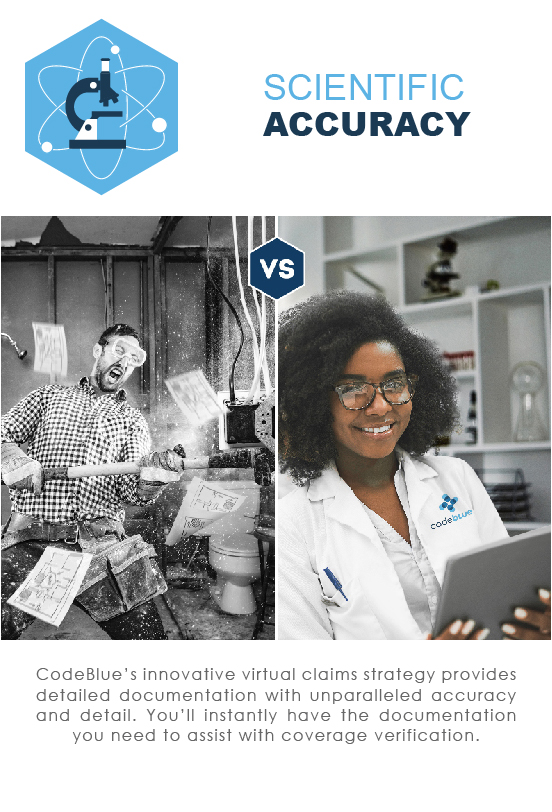 SCIENTIFIC
ACCURACY
VS
codeblue
CodeBlue's innovative virtual claims strategy provides
detailed documentation with unparalleled accuracy
and detail. You'll instantly have the documentation
you need to assist with coverage verification.